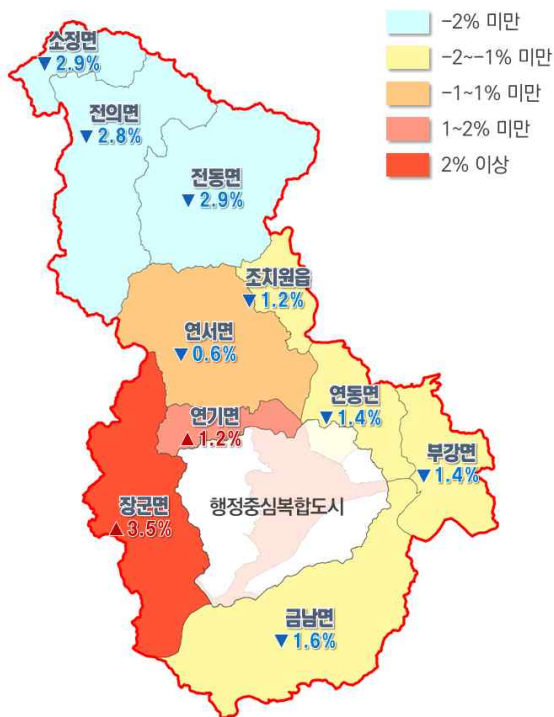 -2% 미만
-2~-1% 미만
-1~1% 미만
1~2% 미만
2% 이상
소정면
▼2.9%
전의면
▼2.8%
전동면
▼2.9%
조치원읍
▼1.2%
연서면
▼0.6%
연동면
▼1.4%
연기면
▲1.2%
부강면
▼1.4%
장군면
▲3.5%
행정중심복합도시
금남면
▼1.6%